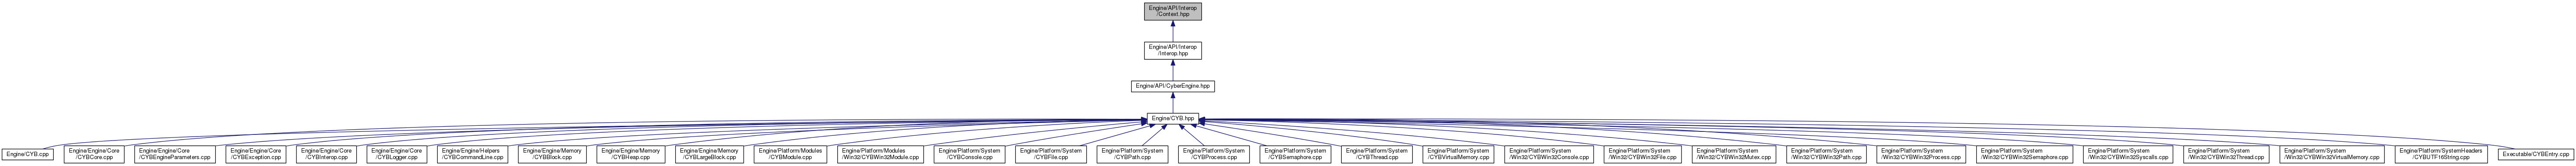 Engine/API/Interop
/Context.hpp
Engine/API/Interop
/Interop.hpp
Engine/API/CyberEngine.hpp
Engine/CYB.hpp
Engine/CYB.cpp
Engine/Engine/Core
/CYBCore.cpp
Engine/Engine/Core
/CYBEngineParameters.cpp
Engine/Engine/Core
/CYBException.cpp
Engine/Engine/Core
/CYBInterop.cpp
Engine/Engine/Core
/CYBLogger.cpp
Engine/Engine/Helpers
/CYBCommandLine.cpp
Engine/Engine/Memory
/CYBBlock.cpp
Engine/Engine/Memory
/CYBHeap.cpp
Engine/Engine/Memory
/CYBLargeBlock.cpp
Engine/Platform/Modules
/CYBModule.cpp
Engine/Platform/Modules
/Win32/CYBWin32Module.cpp
Engine/Platform/System
/CYBConsole.cpp
Engine/Platform/System
/CYBFile.cpp
Engine/Platform/System
/CYBPath.cpp
Engine/Platform/System
/CYBProcess.cpp
Engine/Platform/System
/CYBSemaphore.cpp
Engine/Platform/System
/CYBThread.cpp
Engine/Platform/System
/CYBVirtualMemory.cpp
Engine/Platform/System
/Win32/CYBWin32Console.cpp
Engine/Platform/System
/Win32/CYBWin32File.cpp
Engine/Platform/System
/Win32/CYBWin32Mutex.cpp
Engine/Platform/System
/Win32/CYBWin32Path.cpp
Engine/Platform/System
/Win32/CYBWin32Process.cpp
Engine/Platform/System
/Win32/CYBWin32Semaphore.cpp
Engine/Platform/System
/Win32/CYBWin32Syscalls.cpp
Engine/Platform/System
/Win32/CYBWin32Thread.cpp
Engine/Platform/System
/Win32/CYBWin32VirtualMemory.cpp
Engine/Platform/SystemHeaders
/CYBUTF16String.cpp
Executable/CYBEntry.cpp